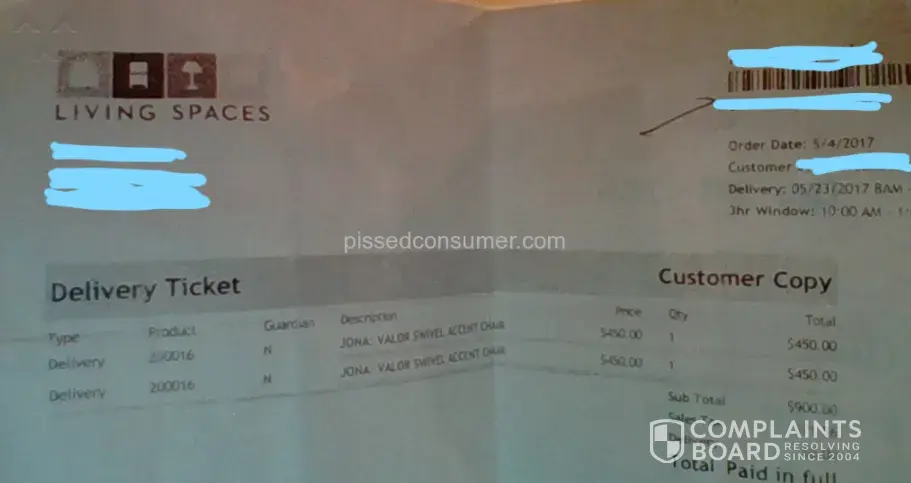 LIVING SPACES
Order Date: 5/4/2017
Customer
Delivery: 05/23/2017 8AM -
3hr Window: 10:00 AM - 1:
pissedconsumer.com
Delivery Ticket Customer Copy
Type Product Guardian Description Price Qty Total
Delivery 200016 N JONA: VALOR SWIVEL ACCENT CHAIR $450.00 1 $450.00
Delivery 200016 N JONA: VALOR SWIVEL ACCENT CHAIR $450.00 1 $450.00
Sub Total $900.00
Sales
COMPLAINTS
BOARD RESOLVING
SINCE 2004
Total Paid in full